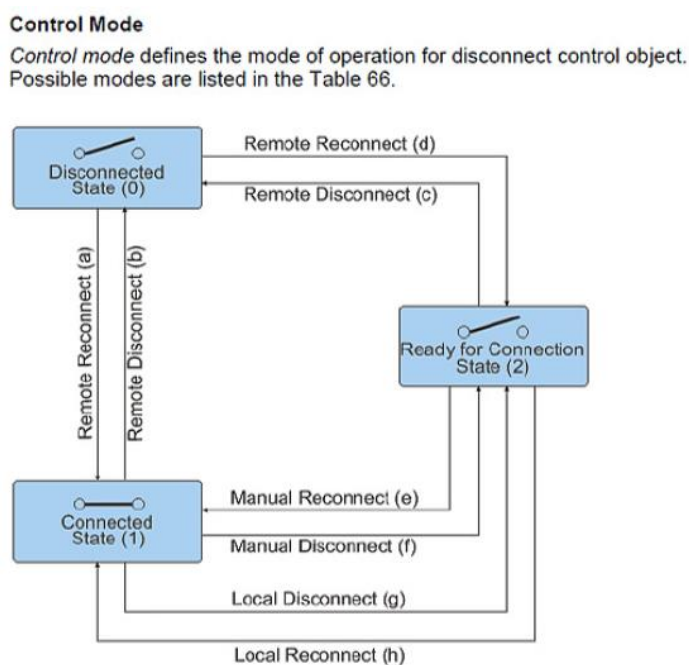 Control Mode
Control mode defines the mode of operation for disconnect control object.
Possible modes are listed in the Table 66.
Remote Reconnect (d)
Disconnected
State (0)
Remote Disconnect (c)
Remote Reconnect (a)
Remote Disconnect (b)
Ready for Connection
State (2)
Manual Reconnect (e)
Connected
State (1)
Manual Disconnect (f)
Local Disconnect (g)
Local Reconnect (h)